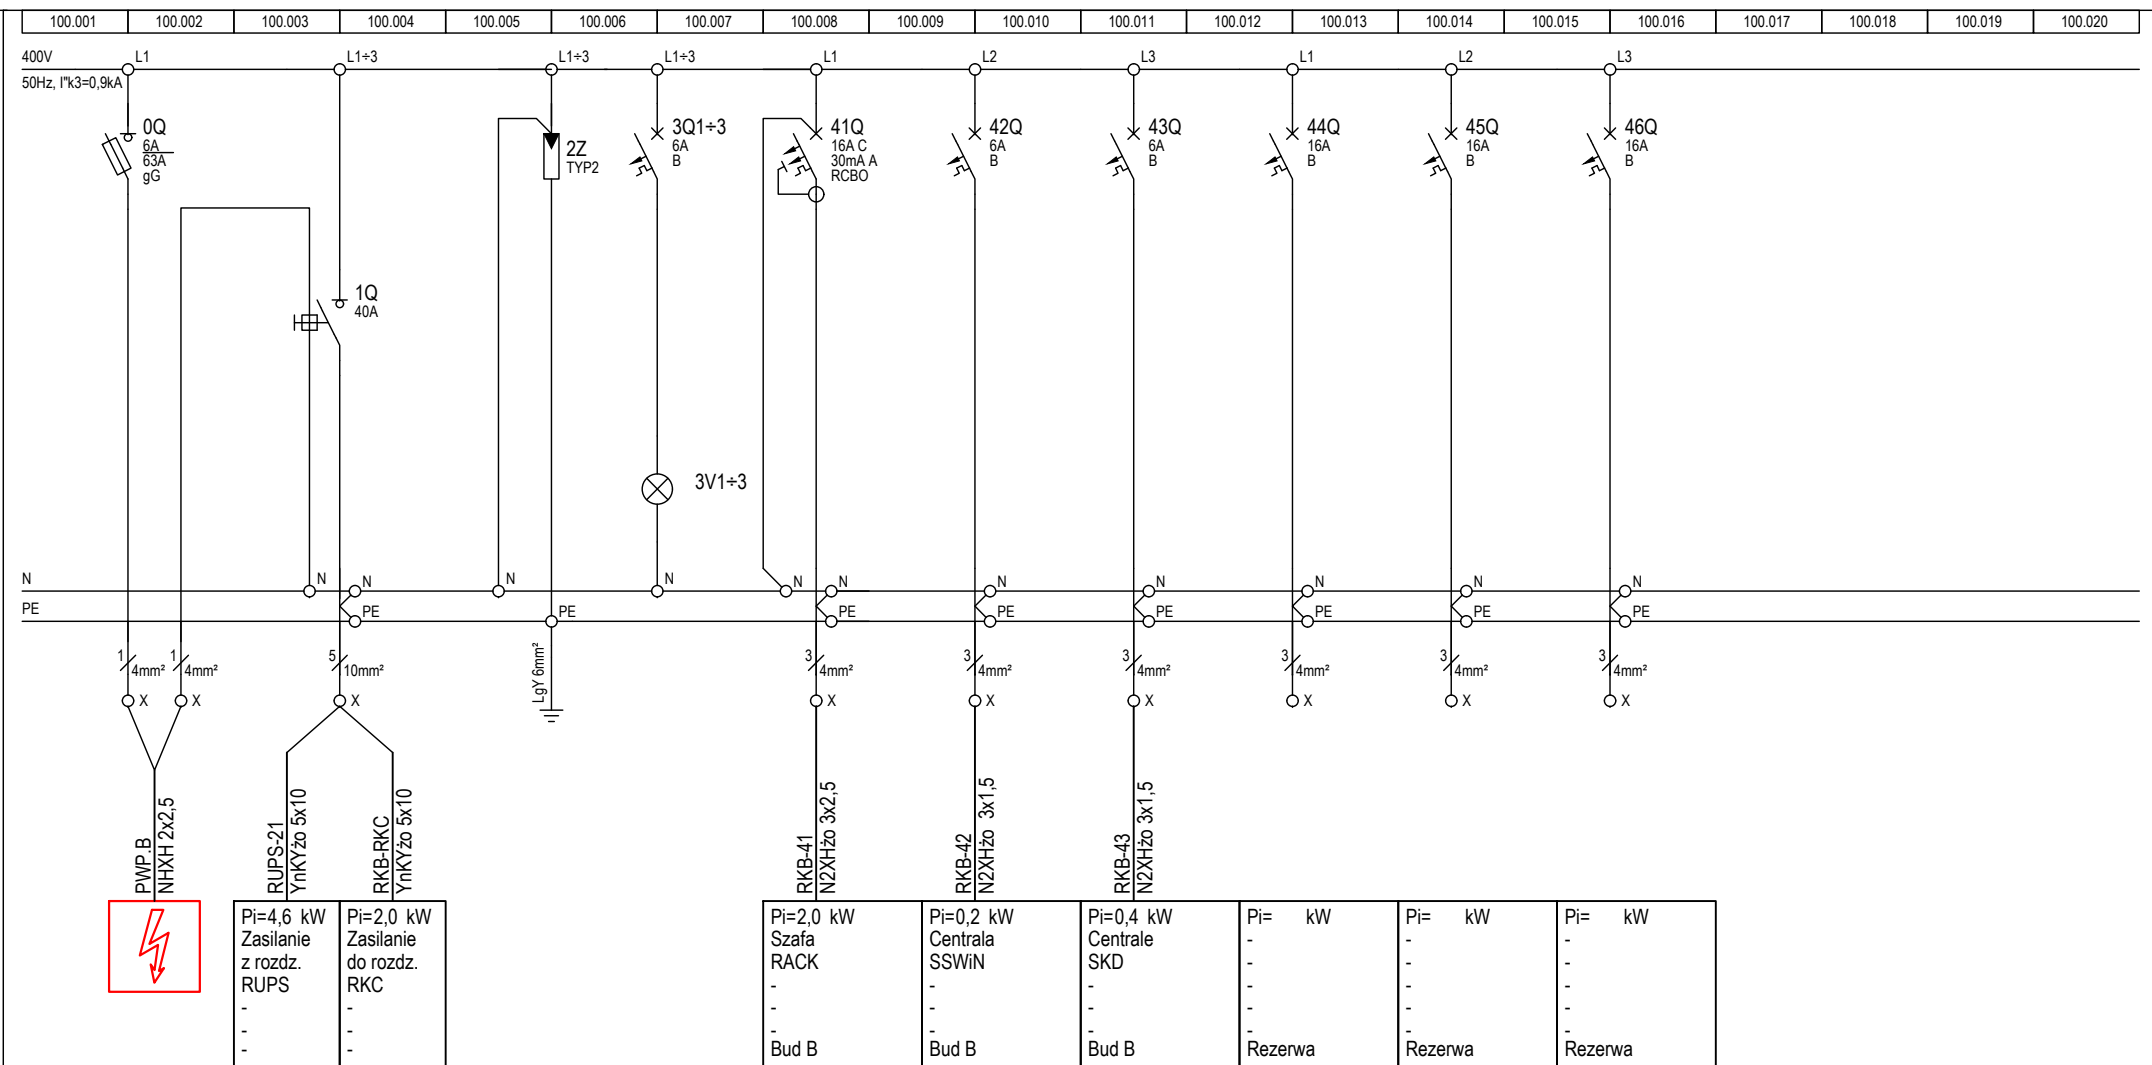 100.001 100.002 100.003 100.004 100.005 100.006 100.007 100.008 100.009 100.010 100.011 100.012 100.013 100.014 100.015 100.016 100.017 100.018 100.019 100.020
400V L1 L1÷3 L1÷3 L1÷3 L1 L2 L3 L1 L2 L3
50Hz, I"k3=0,9kA
0Q
6A
63A
gG
1Q
40A
2Z
TYP2
3Q1÷3
6A
B
3V1÷3
41Q
16A C
30mA A
RCBO
42Q
6A
B
43Q
6A
B
44Q
16A
B
45Q
16A
B
46Q
16A
B
N N N N N N N N N N N N
PE PE PE PE PE PE PE PE PE
1 4mm² 1 4mm² 5 10mm² 3 4mm² 3 4mm² 3 4mm² 3 4mm² 3 4mm² 3 4mm²
LgY 6mm²
X X X X X X X X X
PWP.B
NHXH 2x2,5
RUPS-21
YnKYżo 5x10
RKB-RKC
YnKYżo 5x10
RKB-41
N2XHżo 3x2,5
RKB-42
N2XHżo 3x1,5
RKB-43
N2XHżo 3x1,5
Pi=4,6 kW
Zasilanie
z rozdz.
RUPS
-
-
-
Pi=2,0 kW
Zasilanie
do rozdz.
RKC
-
-
-
Pi=2,0 kW
Szafa
RACK
-
-
-
Bud B
Pi=0,2 kW
Centrala
SSWiN
-
-
-
Bud B
Pi=0,4 kW
Centrale
SKD
-
-
-
Bud B
Pi= kW
-
-
-
-
-
Rezerwa
Pi= kW
-
-
-
-
-
Rezerwa
Pi= kW
-
-
-
-
-
Rezerwa